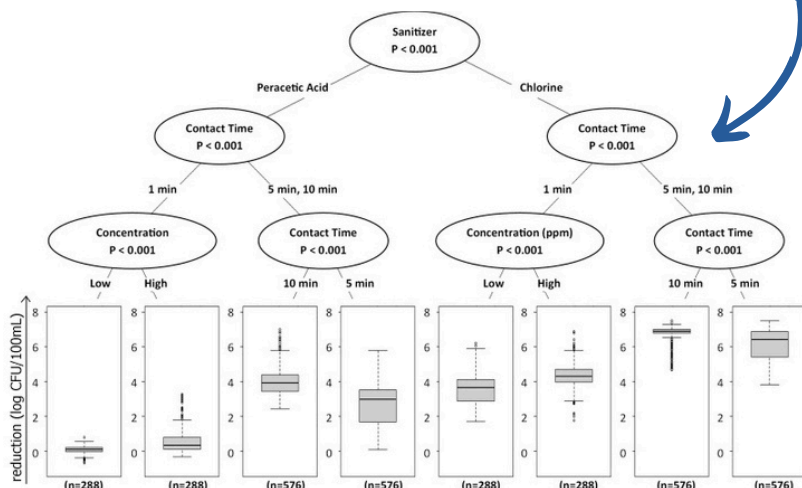 Sanitizer
P < 0.001
Peracetic Acid
Chlorine
Contact Time
P < 0.001
Contact Time
P < 0.001
1 min
5 min, 10 min
1 min
5 min, 10 min
Concentration
P < 0.001
Contact Time
P < 0.001
Concentration (ppm)
P < 0.001
Contact Time
P < 0.001
Low
High
10 min
5 min
Low
High
10 min
5 min
reduction (log CFU/100mL)
8
6
4
2
0
8
6
4
2
0
8
6
4
2
0
8
6
4
2
0
8
6
4
2
0
8
6
4
2
0
8
6
4
2
0
8
6
4
2
0
(n=288)
(n=288)
(n=576)
(n=576)
(n=288)
(n=288)
(n=576)
(n=576)